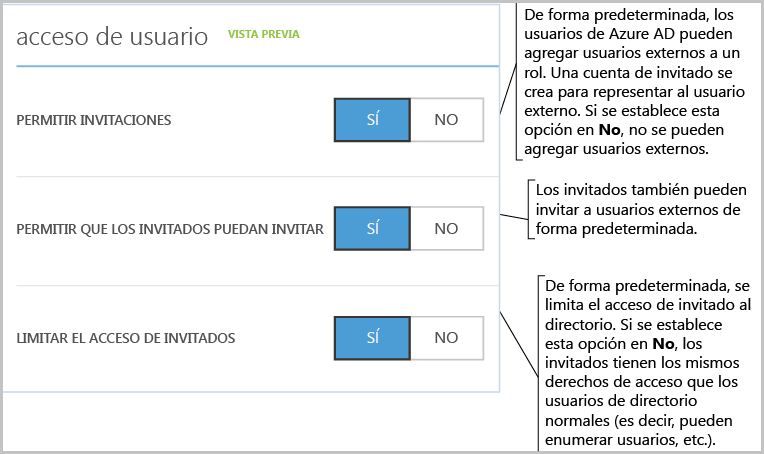 acceso de usuario VISTA PREVIA
PERMITIR INVITACIONES SÍ NO
PERMITIR QUE LOS INVITADOS PUEDAN INVITAR SÍ NO
LIMITAR EL ACCESO DE INVITADOS SÍ NO
De forma predeterminada, los
usuarios de Azure AD pueden
agregar usuarios externos a un
rol. Una cuenta de invitado se
crea para representar al usuario
externo. Si se establece esta
opción en No, no se pueden
agregar usuarios externos.
Los invitados también pueden
invitar a usuarios externos de
forma predeterminada.
De forma predeterminada, se
limita el acceso de invitado al
directorio. Si se establece
esta opción en No, los
invitados tienen los mismos
derechos de acceso que los
usuarios de directorio
normales (es decir, pueden
enumerar usuarios, etc.).